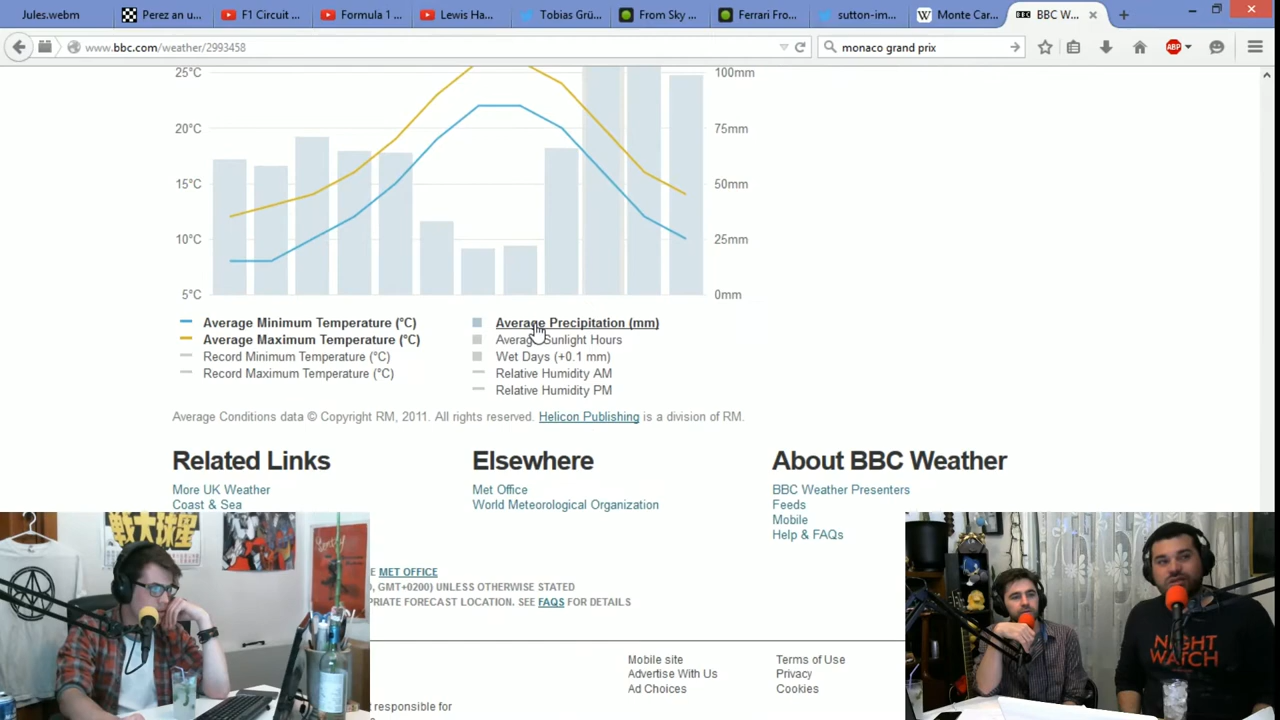 Jules.webm
Perez an u...
F1 Circuit ...
Formula 1 ...
Lewis Ha...
Tobias Grü...
From Sky ...
Ferrari Fro...
sutton-im...
W Monte Car...
BBC BBC W...
www.bbc.com/weather/2993458
monaco grand prix
ABP
25°C
100mm
20°C
75mm
15°C
50mm
10°C
25mm
5°C
0mm
Average Minimum Temperature (°C)
Average Maximum Temperature (°C)
Record Minimum Temperature (°C)
Record Maximum Temperature (°C)
Average Precipitation (mm)
Average Sunlight Hours
Wet Days (+0.1 mm)
Relative Humidity AM
Relative Humidity PM
Average Conditions data © Copyright RM, 2011. All rights reserved. Helicon Publishing is a division of RM.
Related Links
More UK Weather
Coast & Sea
Elsewhere
Met Office
World Meteorological Organization
About BBC Weather
BBC Weather Presenters
Feeds
Mobile
Help & FAQs
E MET OFFICE
, GMT+0200) UNLESS OTHERWISE STATED
PRIATE FORECAST LOCATION. SEE FAQS FOR DETAILS
Mobile site
Advertise With Us
Ad Choices
Terms of Use
Privacy
Cookies
responsible for
NIGHT
WATCH